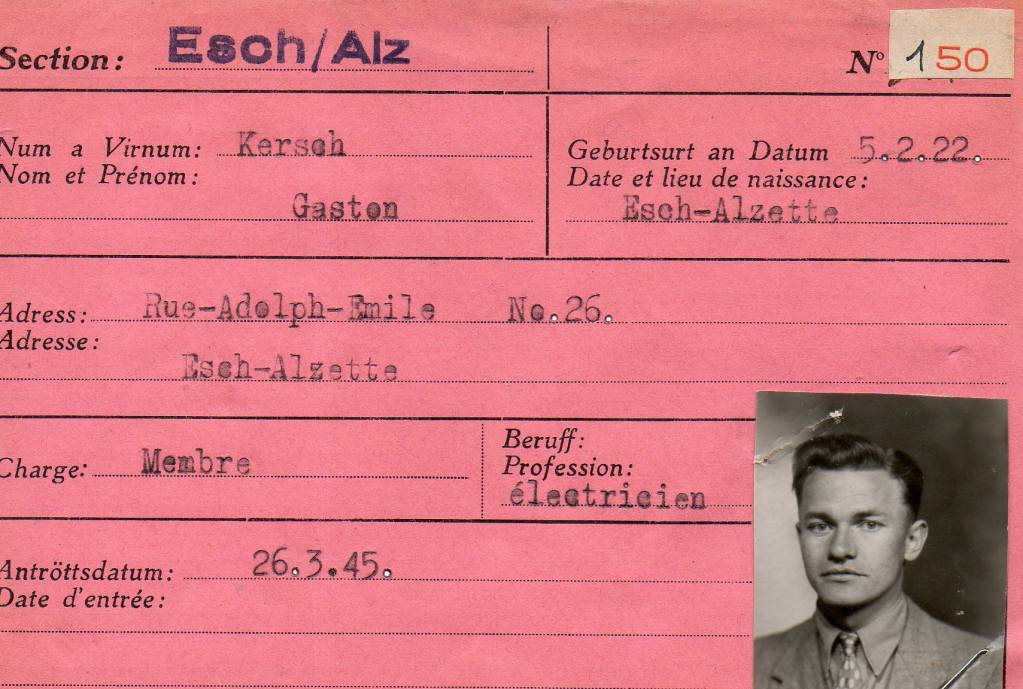 Section: Esch/Alz
Nº 150
Num a Virnum: Kersch
Nom et Prénom:
Gaston
Geburtsurt an Datum 5.2.22.
Date et lieu de naissance:
Esch-Alzette
Adress: Rue-Adolph-Emile No.26.
Adresse:
Esch-Alzette
Charge: Membre
Beruff:
Profession:
électricien
Antröttsdatum: 26.3.45.
Date d'entrée: